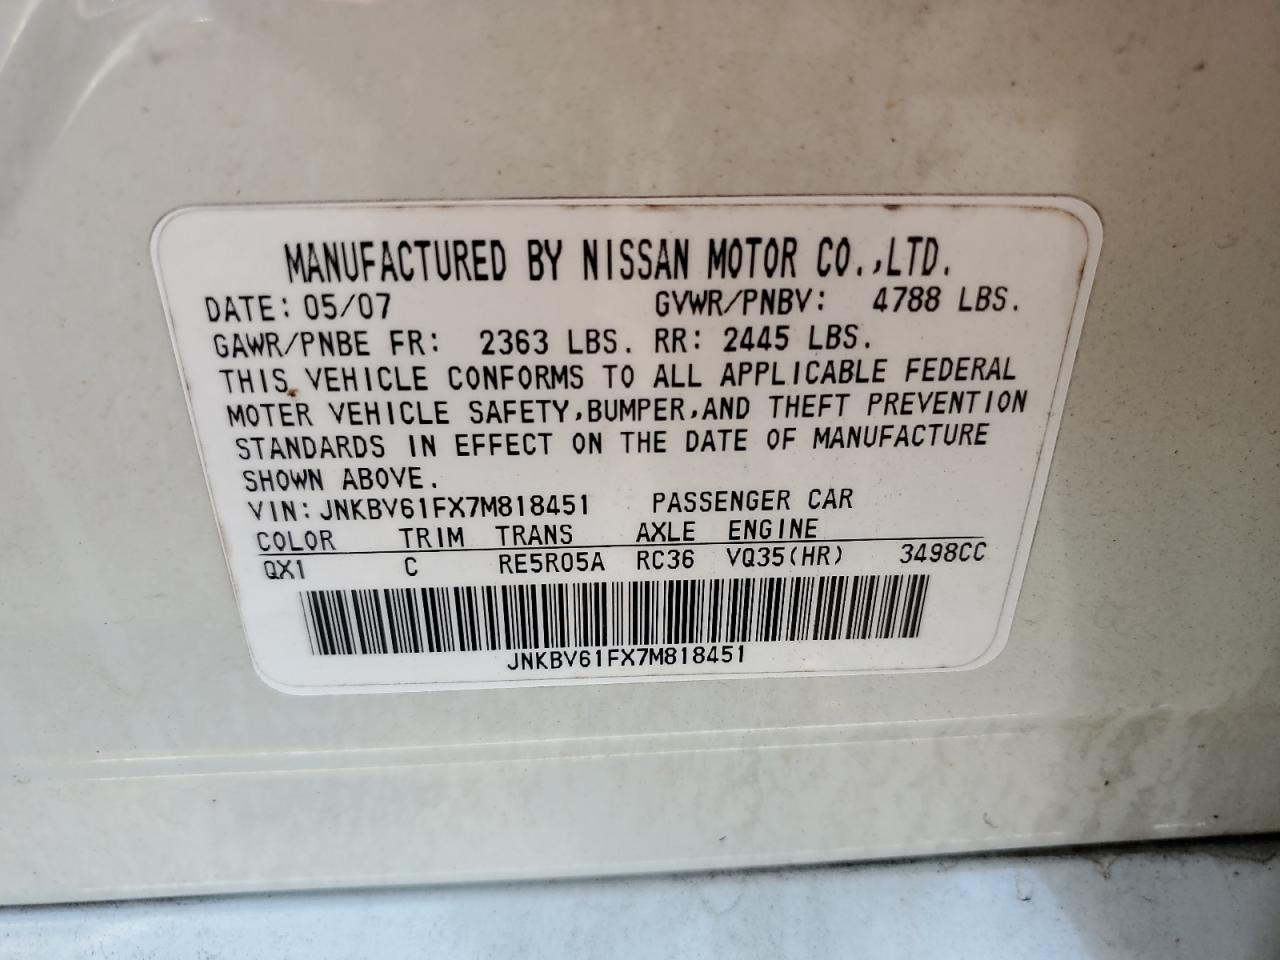 MANUFACTURED BY NISSAN MOTOR CO.,LTD.
DATE: 05/07 GVWR/PNBV: 4788 LBS.
GAWR/PNBE FR: 2363 LBS. RR: 2445 LBS.
THIS VEHICLE CONFORMS TO ALL APPLICABLE FEDERAL
MOTER VEHICLE SAFETY,BUMPER,AND THEFT PREVENTION
STANDARDS IN EFFECT ON THE DATE OF MANUFACTURE
SHOWN ABOVE.
VIN: JNKBV61FX7M818451 PASSENGER CAR
COLOR TRIM TRANS AXLE ENGINE
QX1 C RE5R05A RC36 VQ35(HR) 3498CC
JNKBV61FX7M818451